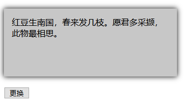 红豆生南国，春来发几枝。愿君多采撷，
此物最相思。
更换